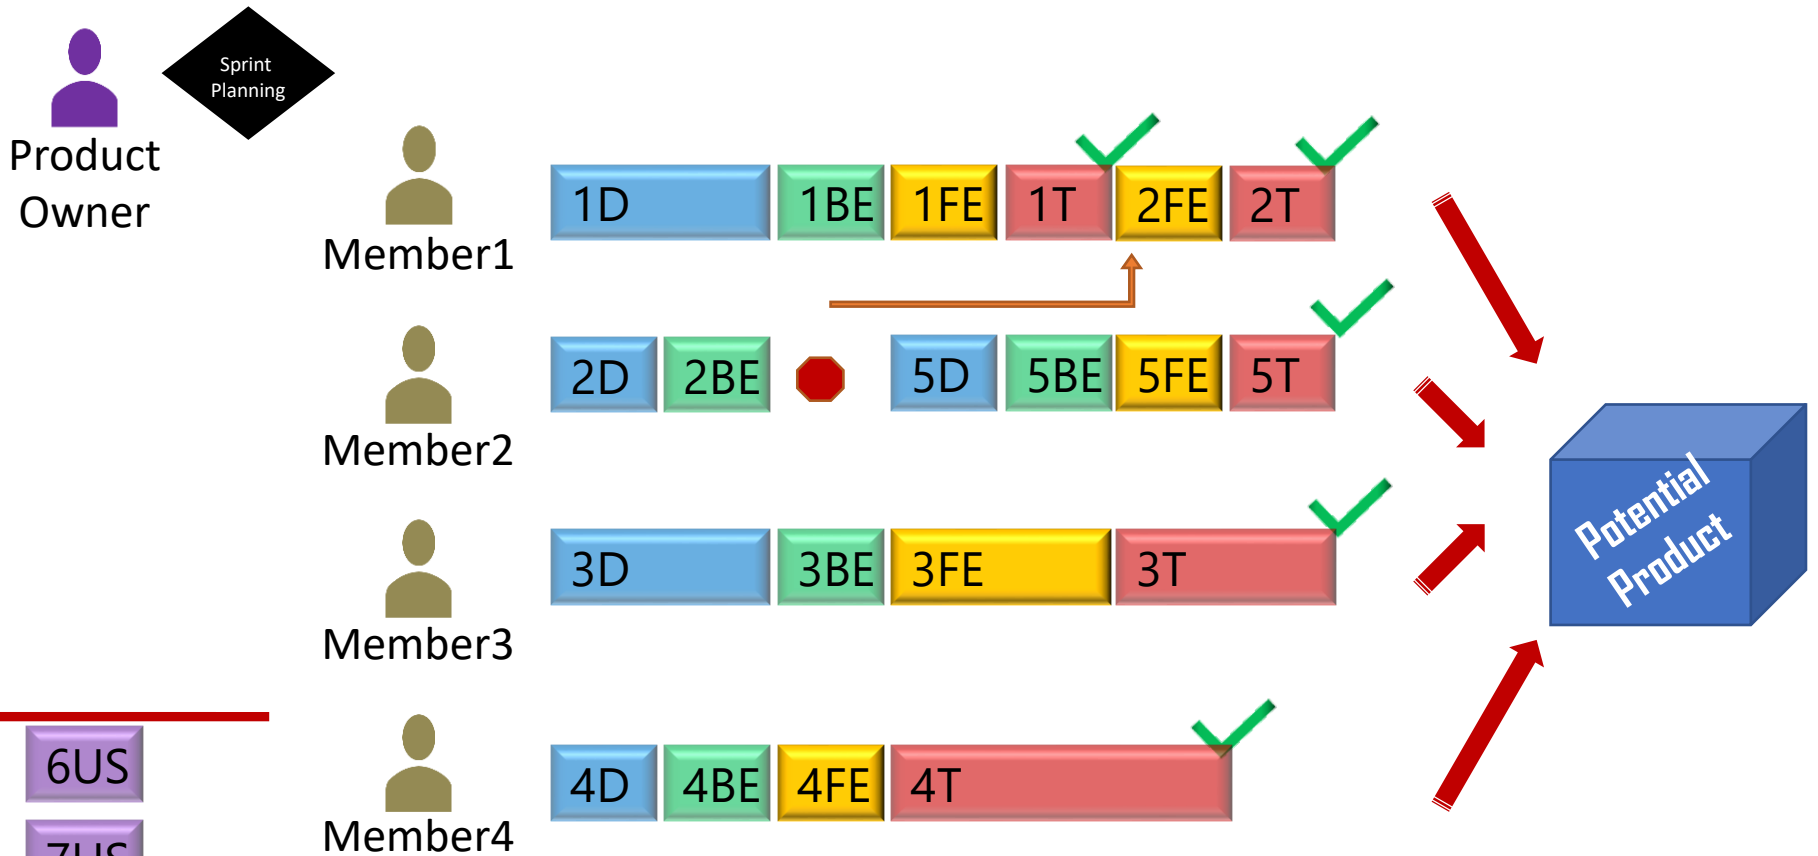 Sprint
Planning
Product
Owner
Member1
1D 1BE 1FE 1T 2FE 2T
Member2
2D 2BE 5D 5BE 5FE 5T
Member3
3D 3BE 3FE 3T
Member4
4D 4BE 4FE 4T
6US
7US
Potential
Product